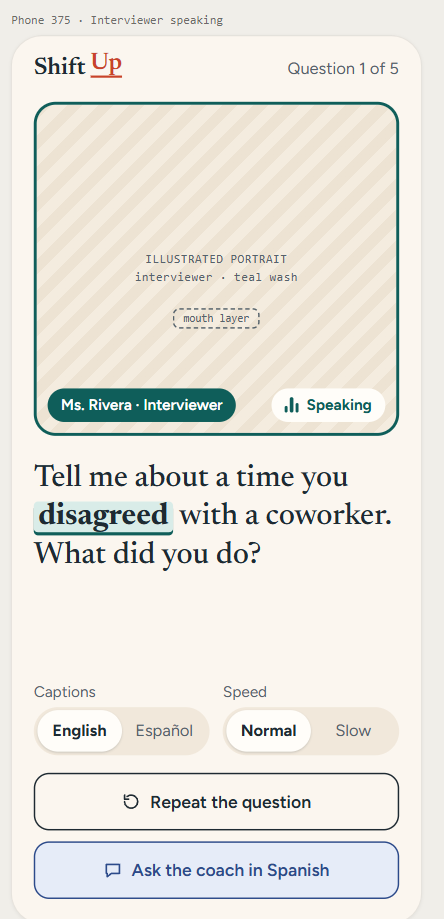 Phone 375 · Interviewer speaking
Shift Up
Question 1 of 5
ILLUSTRATED PORTRAIT
interviewer · teal wash
mouth layer
Ms. Rivera · Interviewer
Speaking
Tell me about a time you
disagreed with a coworker.
What did you do?
Captions
Speed
English
Español
Normal
Slow
Repeat the question
Ask the coach in Spanish